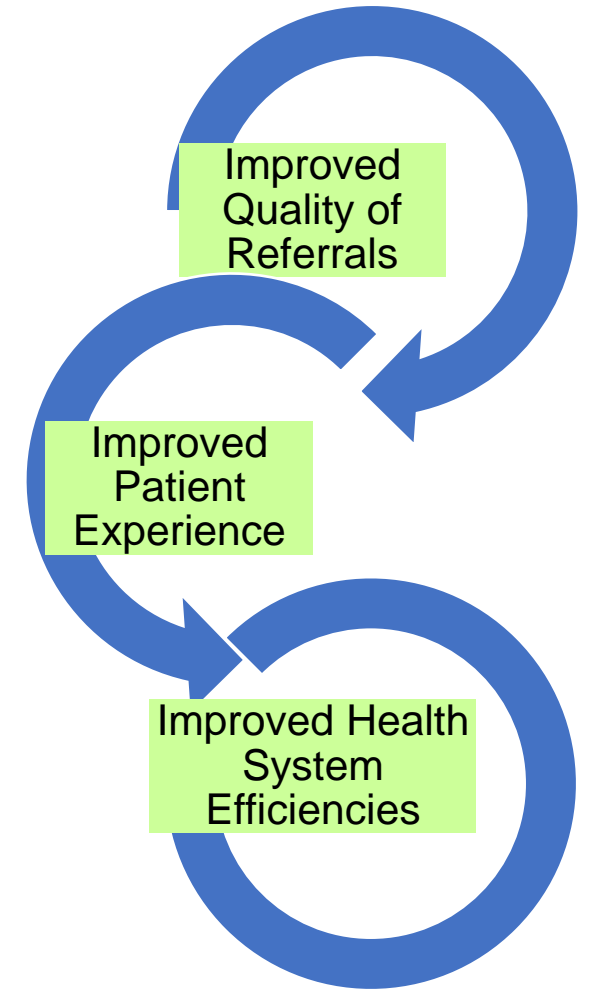 Improved
Quality of
Referrals
Improved
Patient
Experience
Improved Health
System
Efficiencies